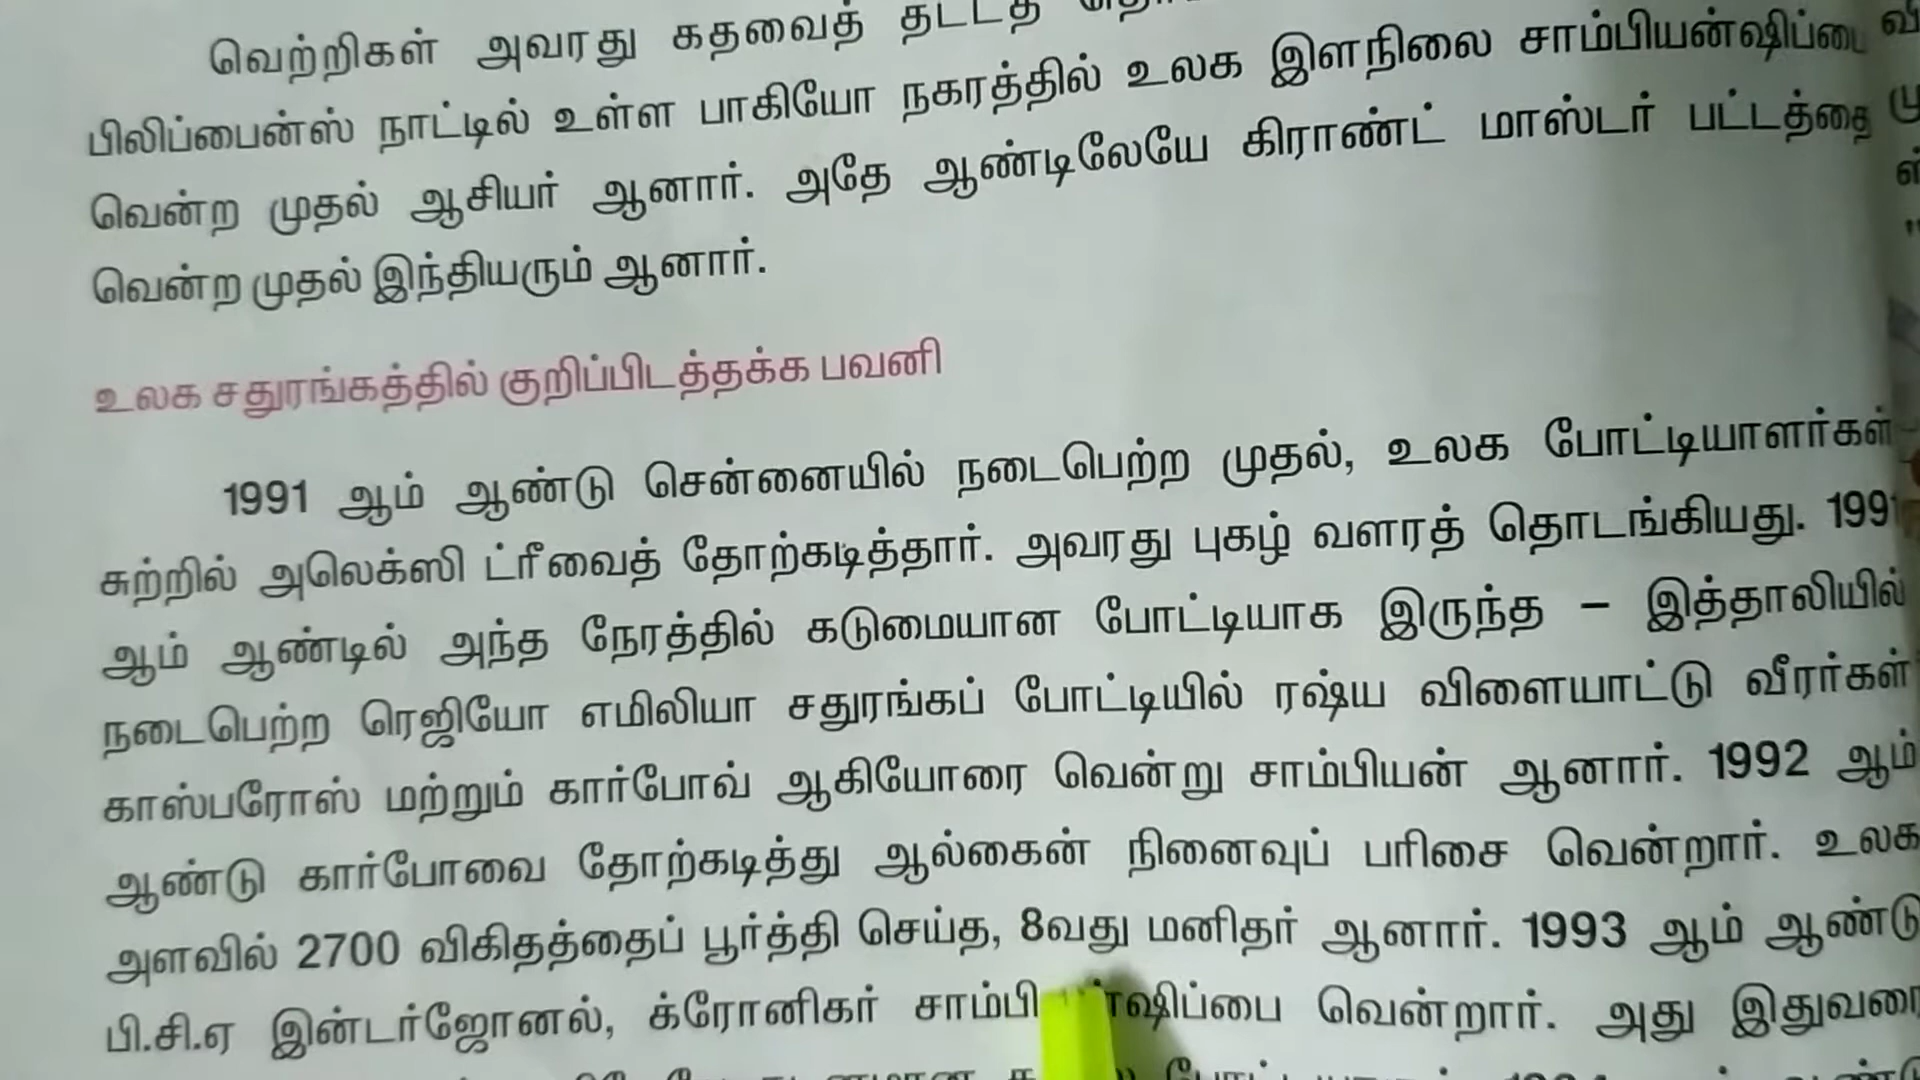 வெற்றிகள் அவரது கதவைத் தட்டத்
பிலிப்பைன்ஸ் நாட்டில் உள்ள பாகியோ நகரத்தில் உலக இளநிலை சாம்பியன்ஷிப்பை
வென்ற முதல் ஆசியர் ஆனார். அதே ஆண்டிலேயே கிராண்ட் மாஸ்டர் பட்டத்தை
வென்ற முதல் இந்தியரும் ஆனார்.
உலக சதுரங்கத்தில் குறிப்பிடத்தக்க பவனி
1991 ஆம் ஆண்டு சென்னையில் நடைபெற்ற முதல், உலக போட்டியாளர்கள்
சுற்றில் அலெக்ஸி ட்ரீவைத் தோற்கடித்தார். அவரது புகழ் வளரத் தொடங்கியது. 1991
ஆம் ஆண்டில் அந்த நேரத்தில் கடுமையான போட்டியாக இருந்த – இத்தாலியில்
நடைபெற்ற ரெஜியோ எமிலியா சதுரங்கப் போட்டியில் ரஷ்ய விளையாட்டு வீரர்கள்
காஸ்பரோஸ் மற்றும் கார்போவ் ஆகியோரை வென்று சாம்பியன் ஆனார். 1992 ஆம்
ஆண்டு கார்போவை தோற்கடித்து ஆல்கைன் நினைவுப் பரிசை வென்றார். உலக
அளவில் 2700 விகிதத்தைப் பூர்த்தி செய்த, 8வது மனிதர் ஆனார். 1993 ஆம் ஆண்டு
பி.சி.ஏ இன்டர்ஜோனல், க்ரோனிகர் சாம்பியன்ஷிப்பை வென்றார். அது இதுவரை